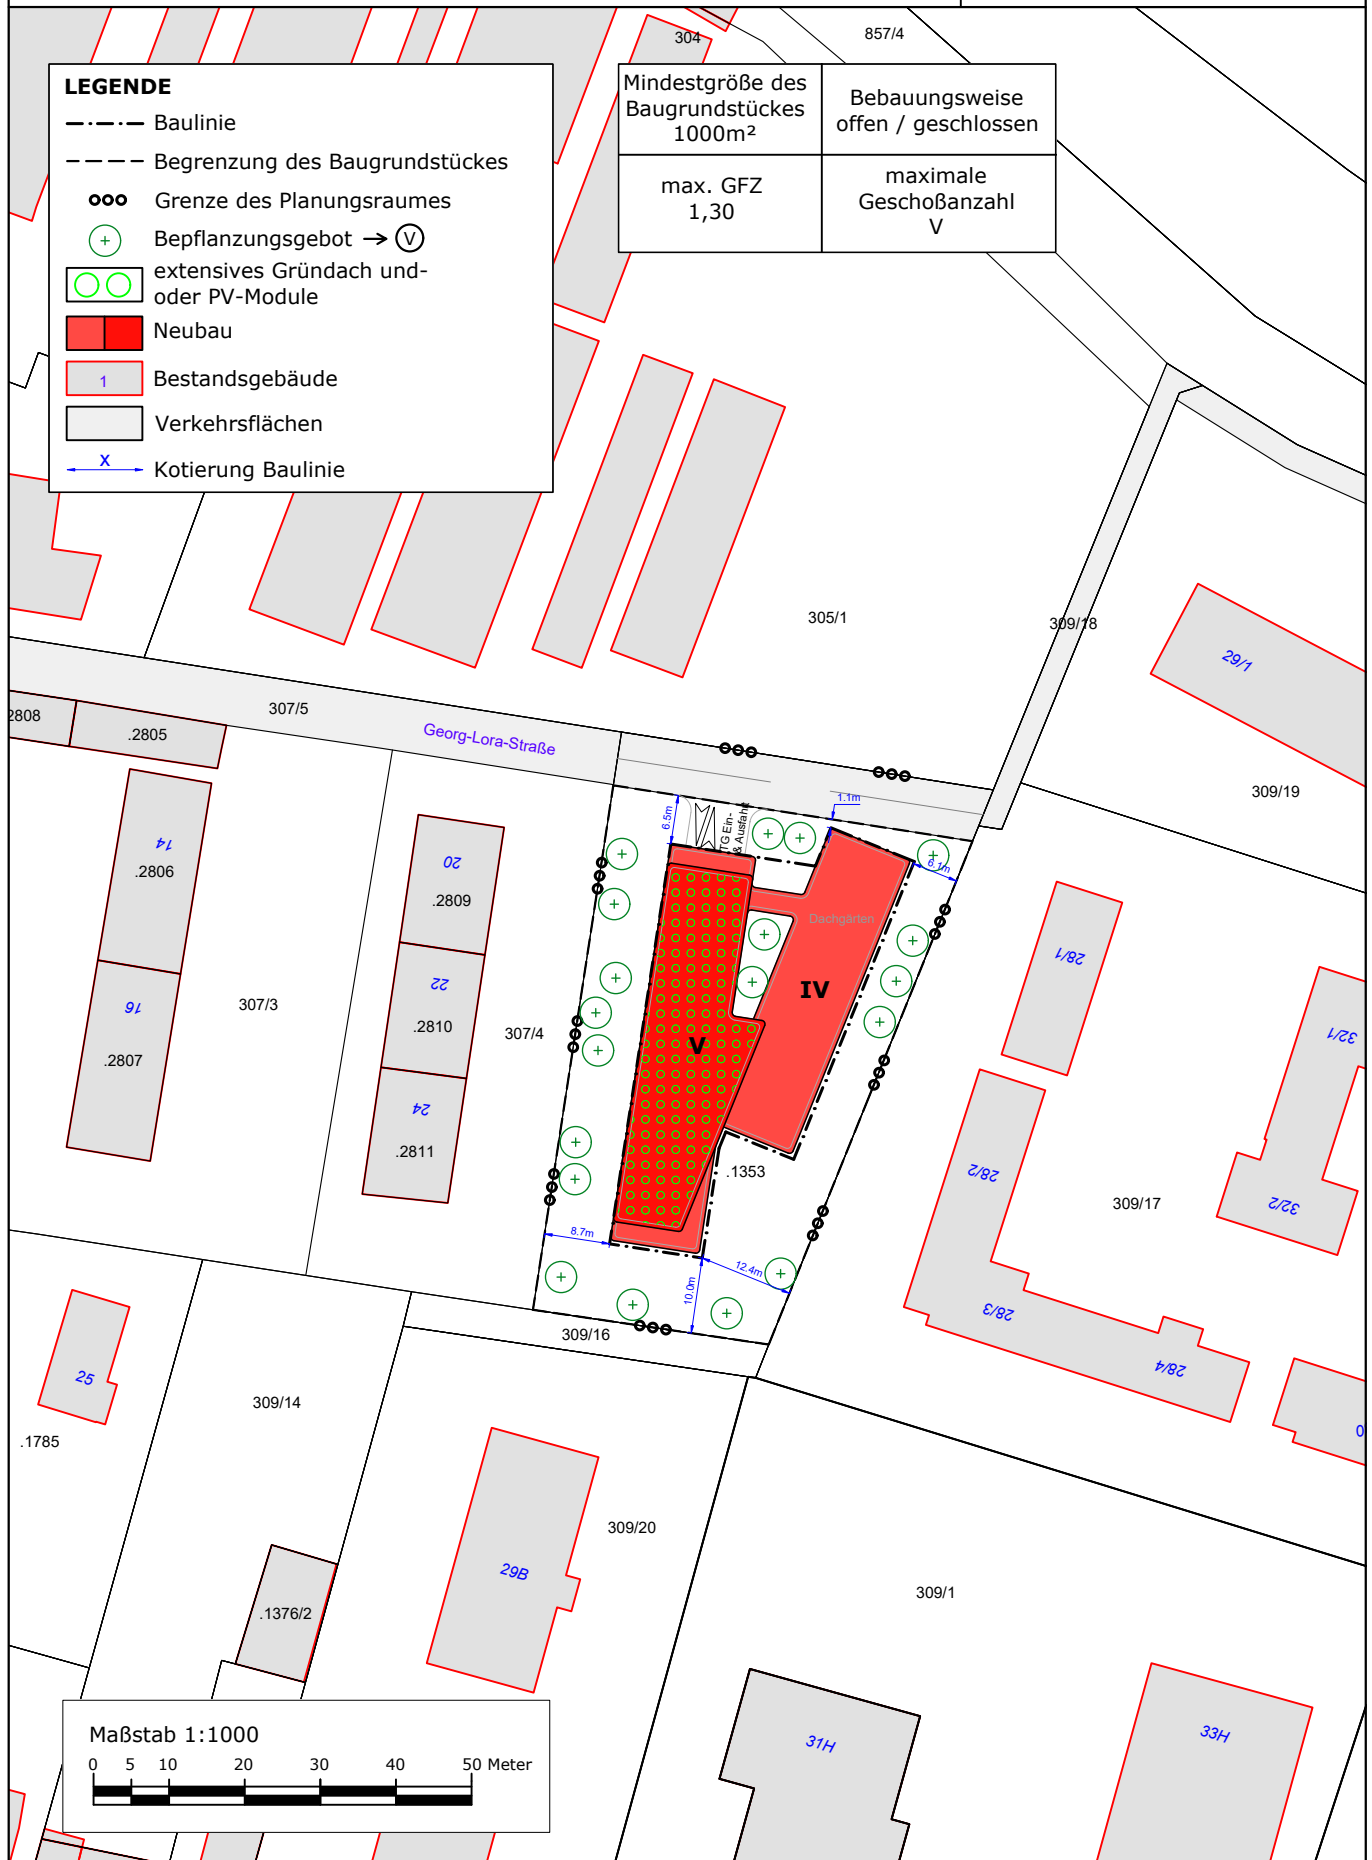 304
857/4
LEGENDE
Baulinie
Begrenzung des Baugrundstückes
Grenze des Planungsraumes
Bepflanzungsgebot → V
extensives Gründach und-
oder PV-Module
Neubau
1
Bestandsgebäude
Verkehrsflächen
X
Kotierung Baulinie
Mindestgröße des
Baugrundstückes
1000m²
Bebauungsweise
offen / geschlossen
max. GFZ
1,30
maximale
Geschoßanzahl
V
305/1
309/18
29/1
2808
.2805
307/5
Georg-Lora-Straße
309/19
14
.2806
20
.2809
6.5m
TG Ein-
& Ausfahrt
1.1m
6.1m
Dachgärten
28/1
16
.2807
307/3
22
.2810
307/4
IV
V
32/1
24
.2811
.1353
28/2
309/17
32/2
8.7m
12.4m
10.0m
28/3
309/16
28/4
25
309/14
.1785
0
309/20
29B
309/1
.1376/2
31H
33H
Maßstab 1:1000
0 5 10 20 30 40 50 Meter